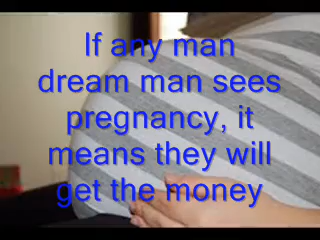 If any man
dream man sees
pregnancy, it
means they will
get the money